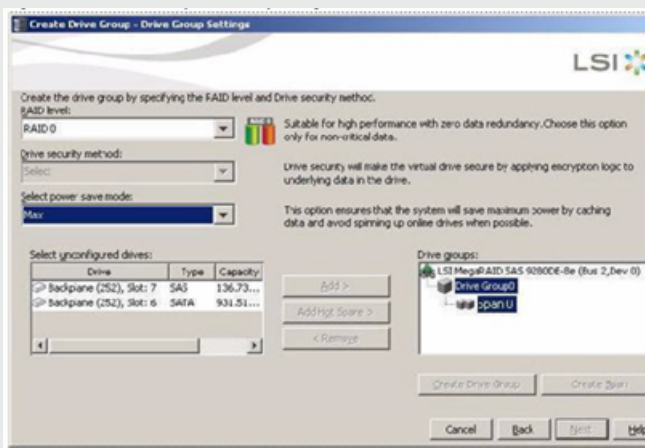 Create Drive Group - Drive Group Settings
LSI
Create the drive group by specifying the RAID level and Drive security method.
RAID level:
RAID 0
Suitable for high performance with zero data redundancy.Choose this option
only for non-critical data.
Drive security method:
Select
Drive security will make the virtual drive secure by applying encryption logic to
underlying data in the drive.
Select power save mode:
Max
This option ensures that the system will save maximum power by caching
data and avoid spinning up online drives when possible.
Select unconfigured drives:
Drive Type Capacity
Backplane (252), Slot: 7 SAS 136.73...
Backplane (252), Slot: 6 SATA 931.51...
Add >
Add Hot Spare >
< Remove
Drive groups:
LSI MegaRAID SAS 9280DE-8e (Bus 2,Dev 0)
Drive Group0
Span 0
Create Drive Group
Create Span
Cancel
Back
Next
Help